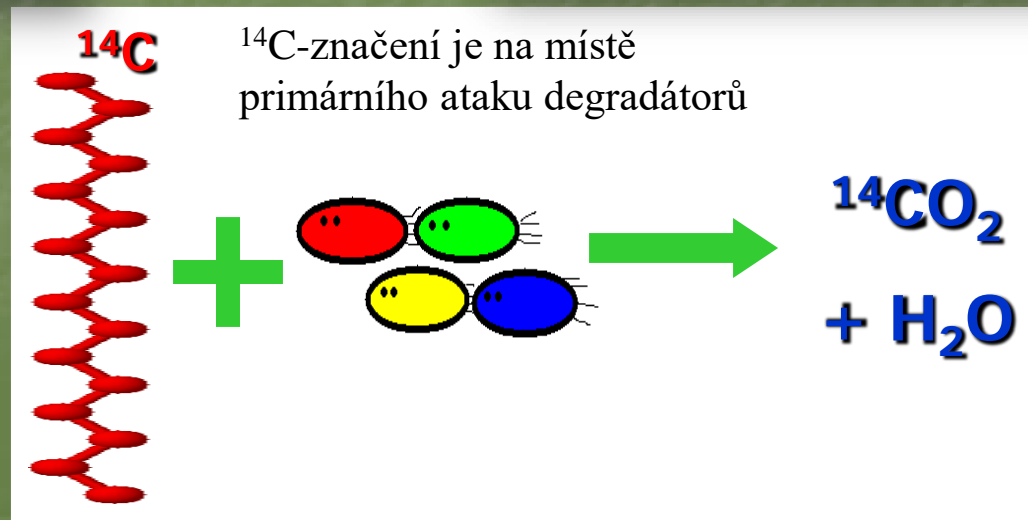 ¹⁴C
¹⁴C-značení je na místě
primárního ataku degradátorů
¹⁴CO₂
+ H₂O